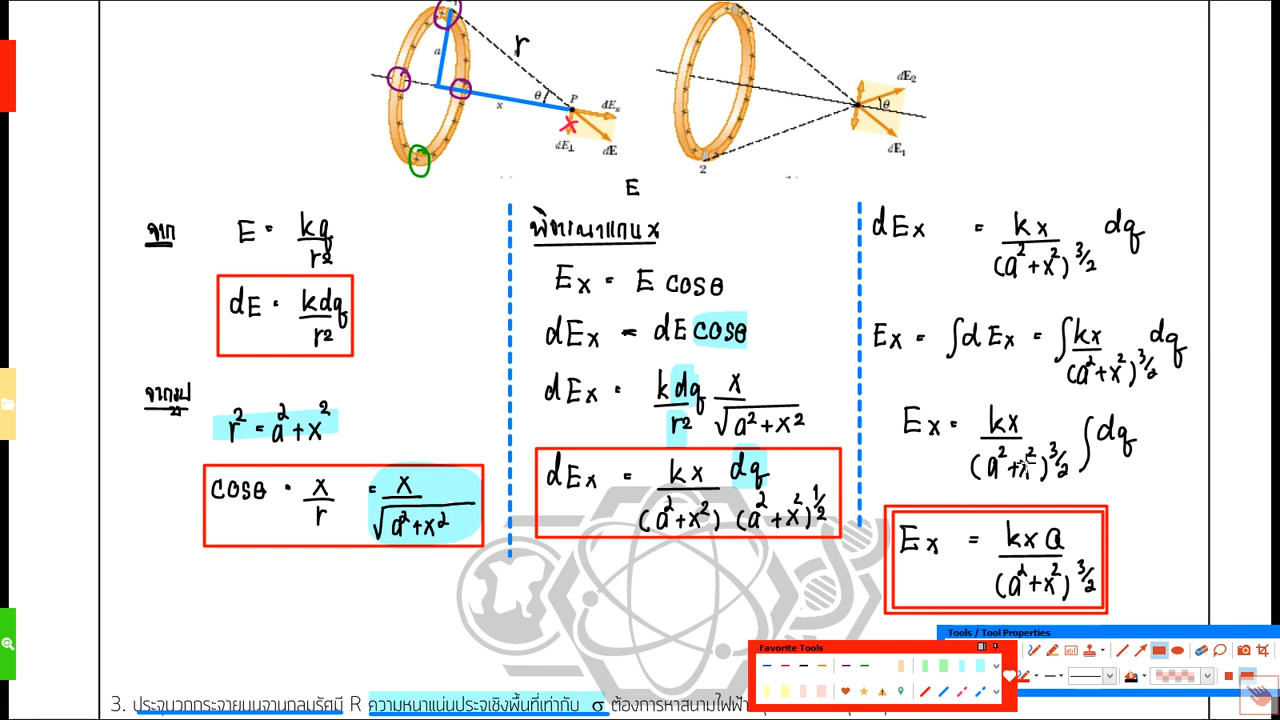 a
r
θ
x
P
dEx
dE⊥
dE
dE2
θ
dE1
2
E
จาก
E = kq/r²
dE = kdq/r²
จากรูป
r² = a² + x²
cosθ = x/r = x/√(a²+x²)
พิจารณาแกน x
Ex = E cosθ
dEx = dE cosθ
dEx = kdq/r² x/√(a²+x²)
dEx = kx dq/(a²+x²) (a²+x²)^1/2
dEx = kx/(a²+x²)^3/2 dq
Ex = ∫dEx = ∫kx/(a²+x²)^3/2 dq
Ex = kx/(a²+x²)^3/2 ∫dq
Ex = kxQ/(a²+x²)^3/2
Tools / Tool Properties
Favorite Tools
3. ประจุบวกกระจายบนจานกลมรัศมี R ความหนาแน่นประจุเชิงพื้นที่เท่ากับ σ ต้องการหาสนามไฟฟ้า